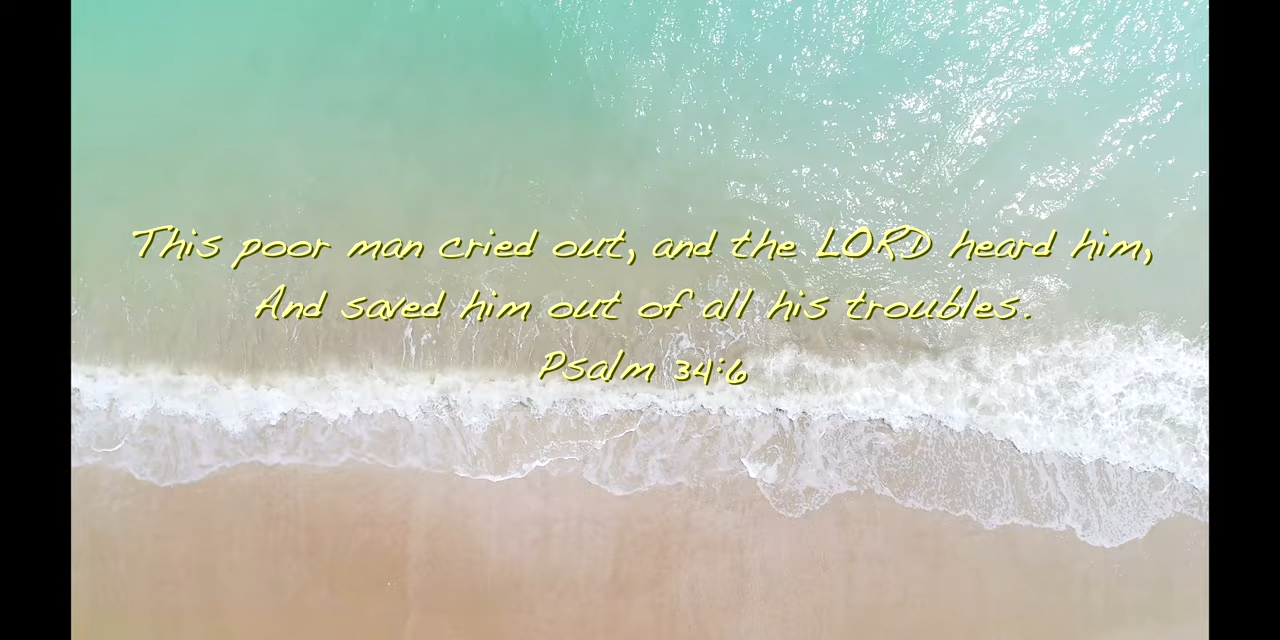 This poor man cried out, and the LORD heard him,
And saved him out of all his troubles.
Psalm 34:6